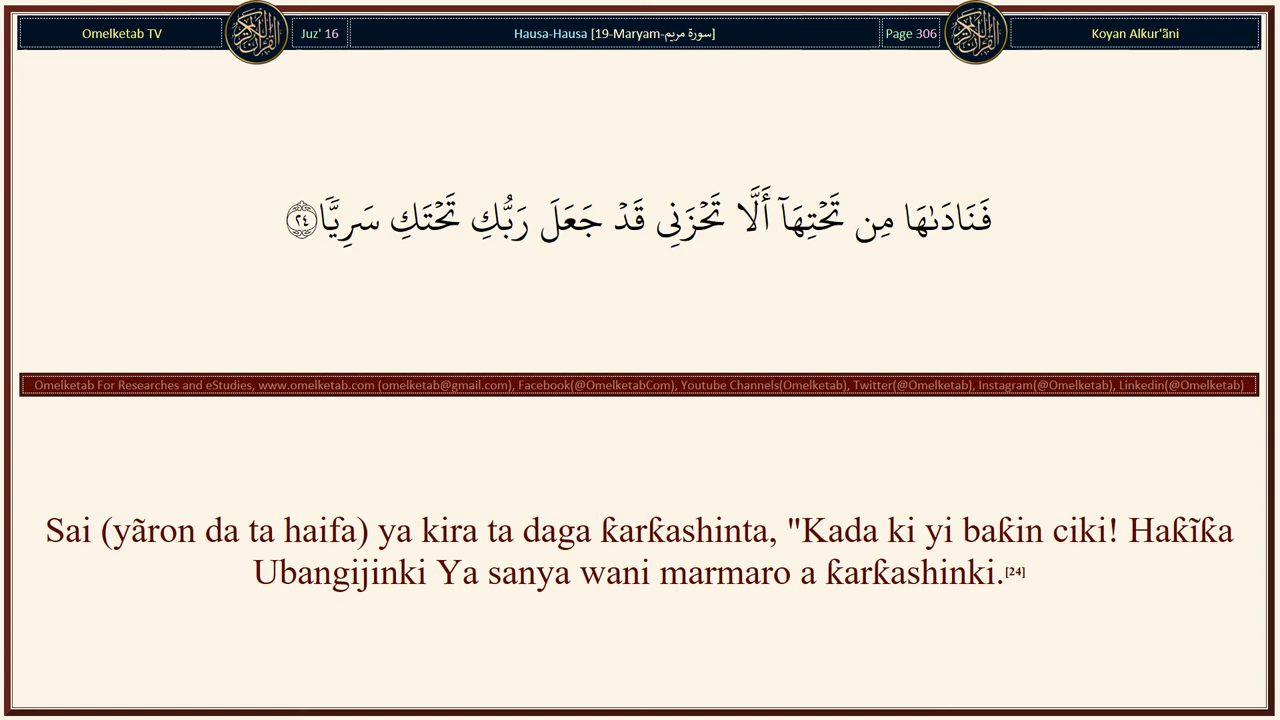 Omelketab TV
Juz' 16
Hausa-Hausa [19-Maryam-سورة مريم]
Page 306
Koyan Alƙur'ãni
فَنَادَىٰهَا مِن تَحۡتِهَآ أَلَّا تَحۡزَنِي قَدۡ جَعَلَ رَبُّكِ تَحۡتَكِ سَرِيّٗا ٢٤
Omelketab For Researches and eStudies, www.omelketab.com (omelketab@gmail.com), Facebook(@OmelketabCom), Youtube Channels(Omelketab), Twitter(@Omelketab), Instagram(@Omelketab), Linkedin(@Omelketab)
Sai (yãron da ta haifa) ya kira ta daga ƙarƙashinta, "Kada ki yi baƙin ciki! Haƙĩƙa
Ubangijinki Ya sanya wani marmaro a ƙarƙashinki.[24]